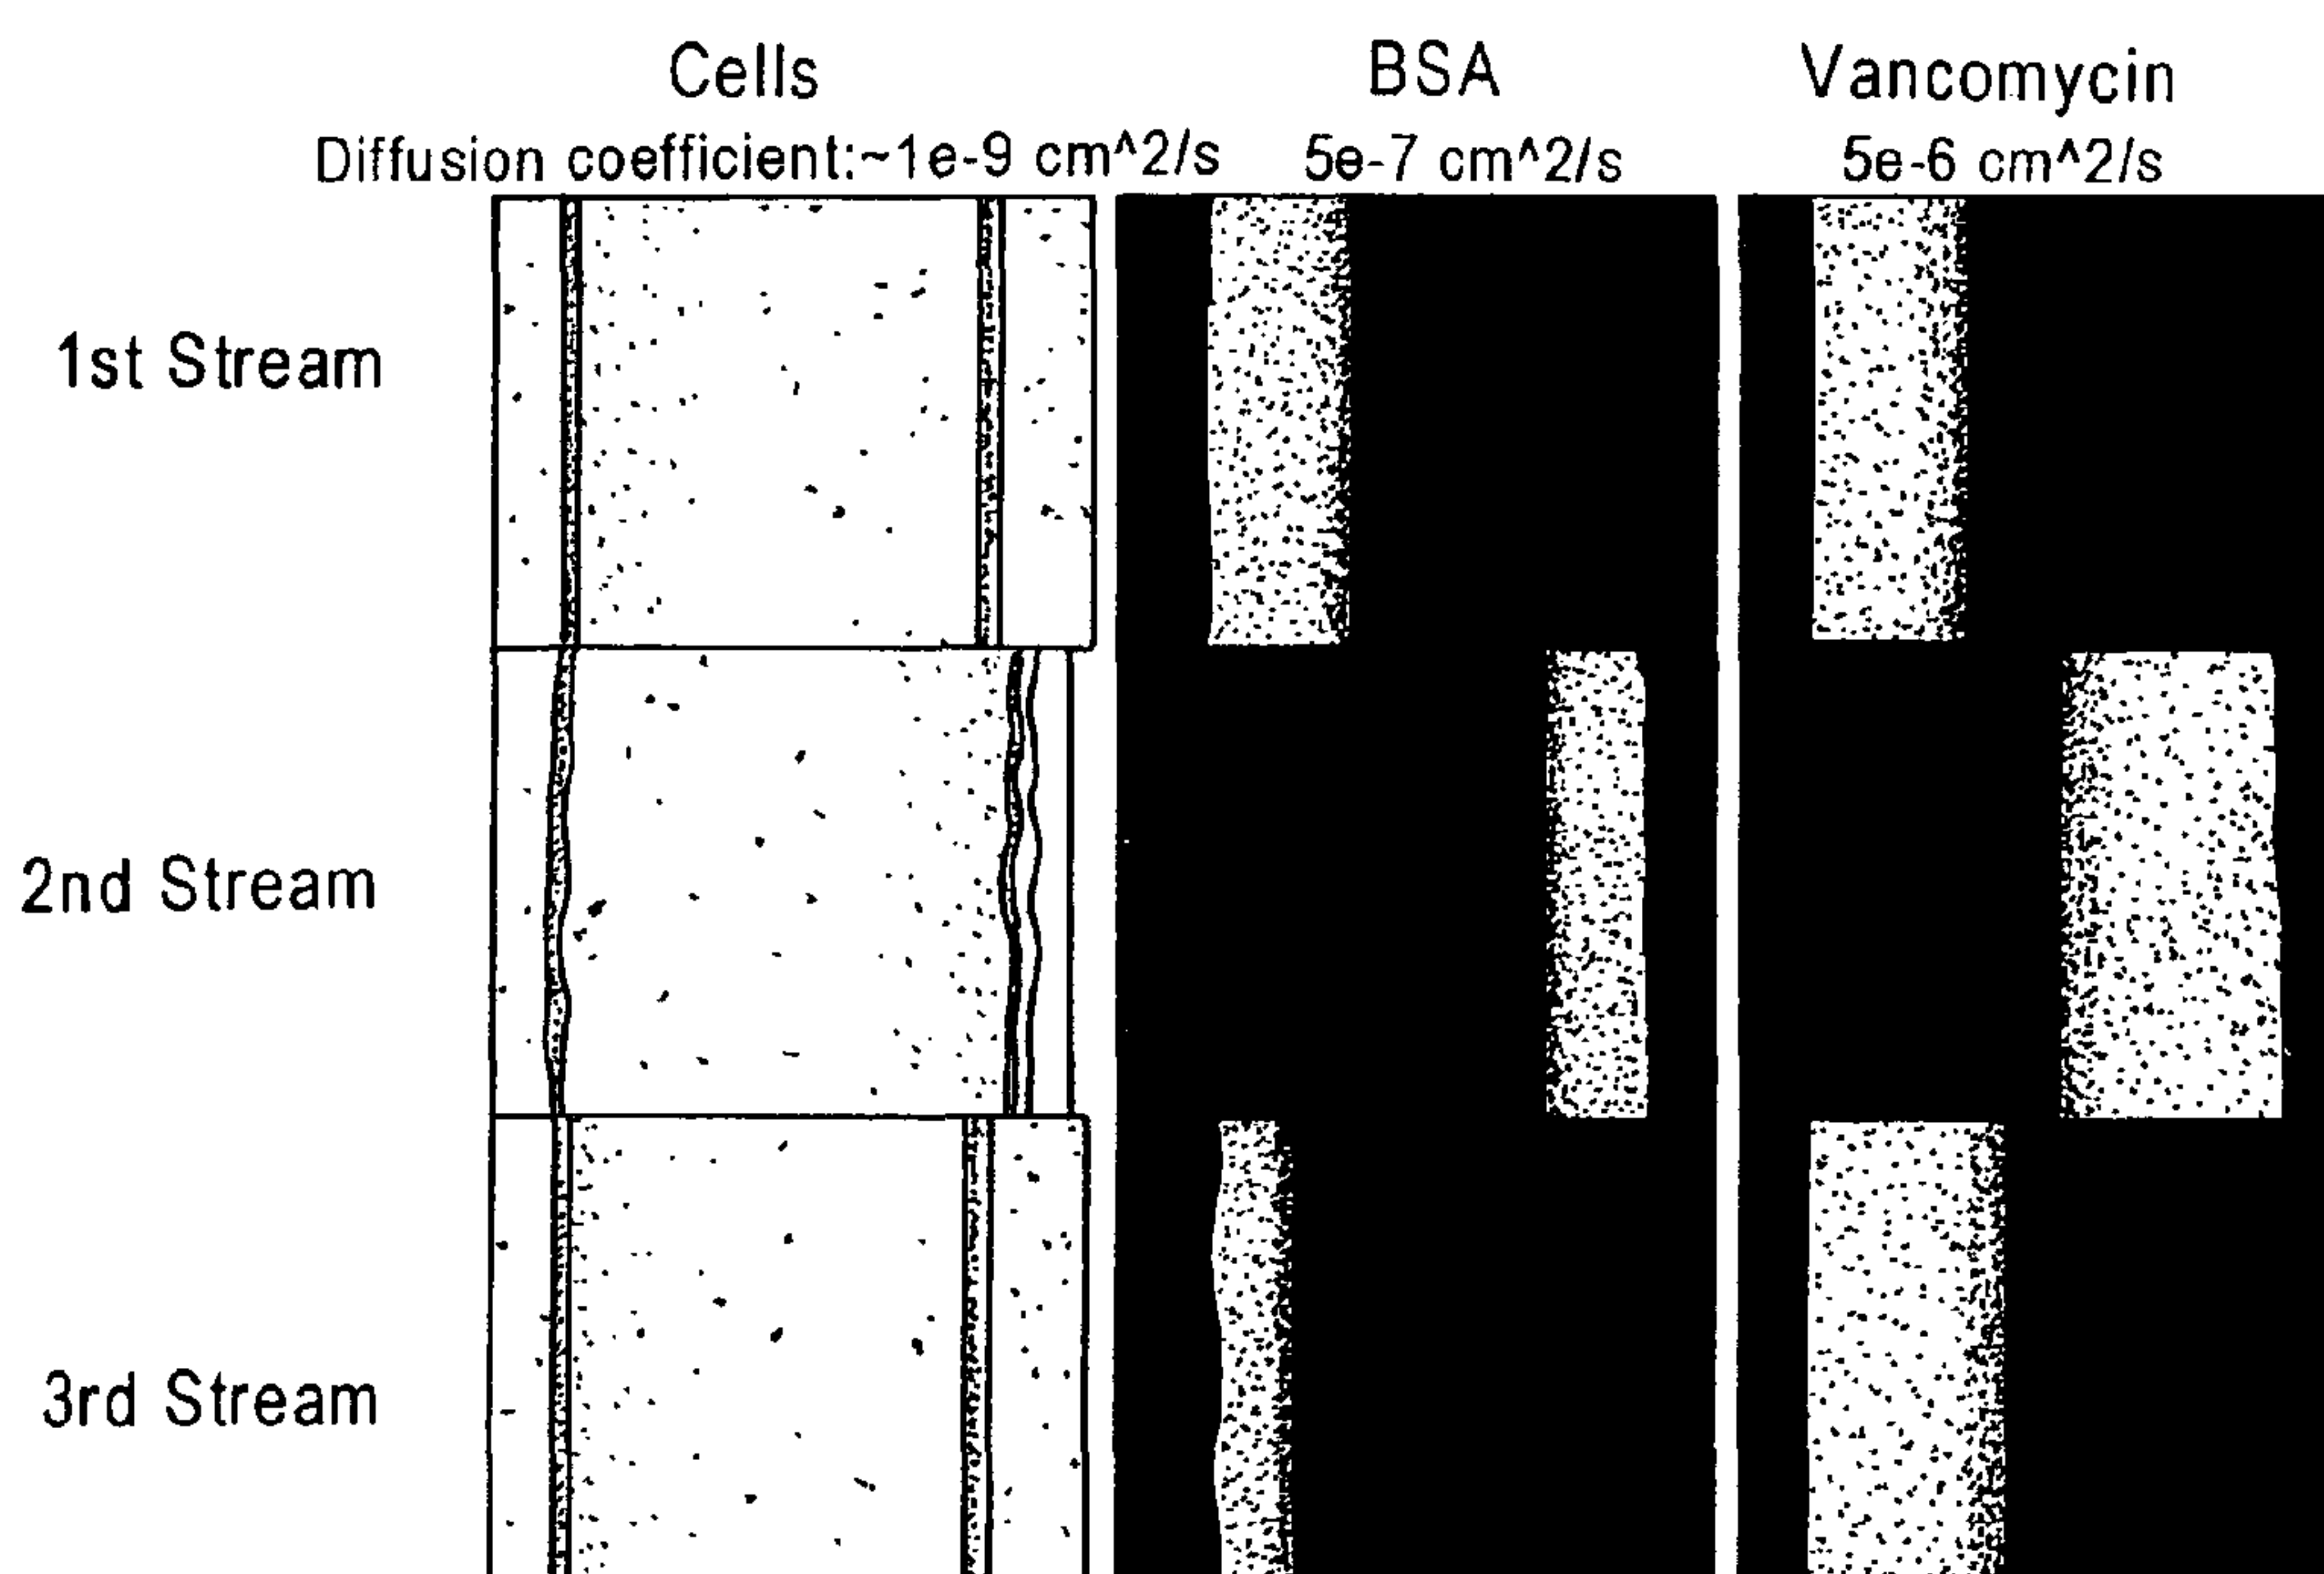 Cells BSA Vancomycin
Diffusion coefficient:~1e-9 cm^2/s 5e-7 cm^2/s 5e-6 cm^2/s
1st Stream
2nd Stream
3rd Stream